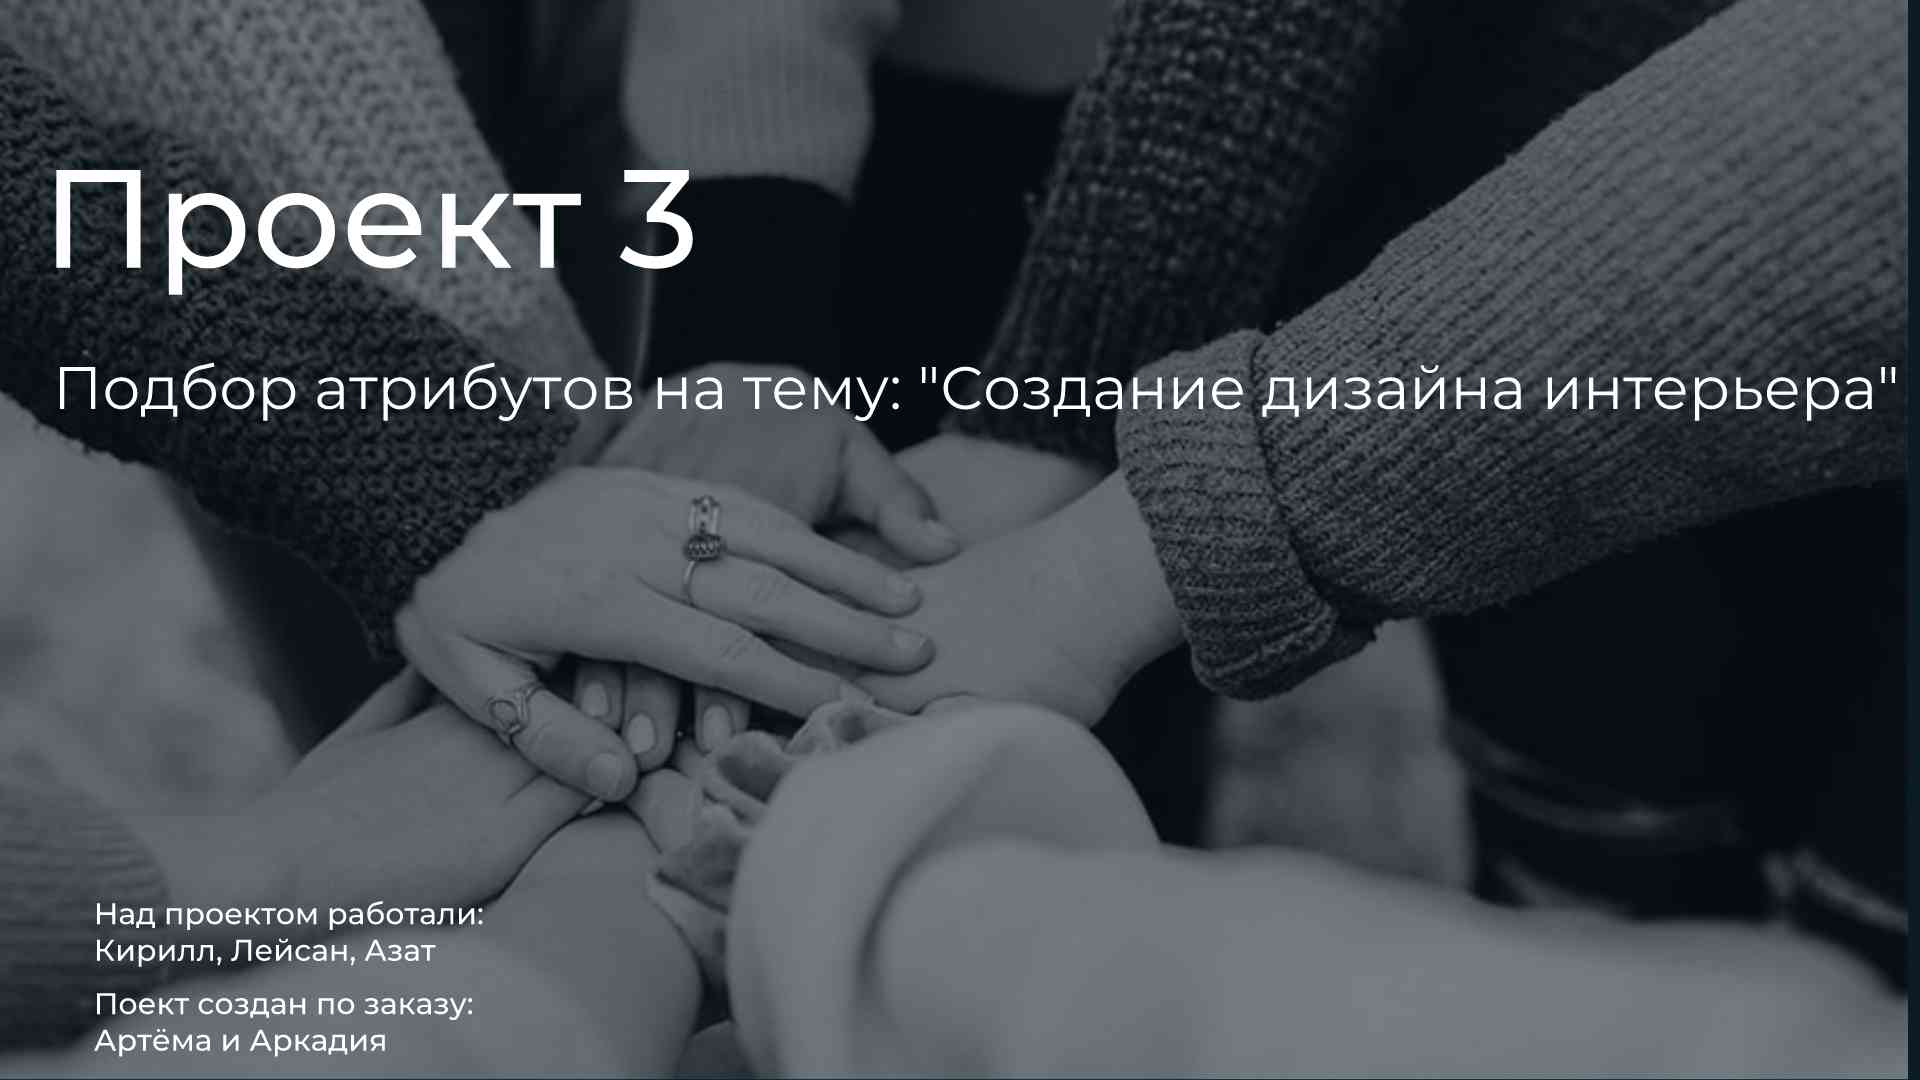 Проект 3
Подбор атрибутов на тему: "Создание дизайна интерьера"
Над проектом работали:
Кирилл, Лейсан, Азат
Поект создан по заказу:
Артёма и Аркадия